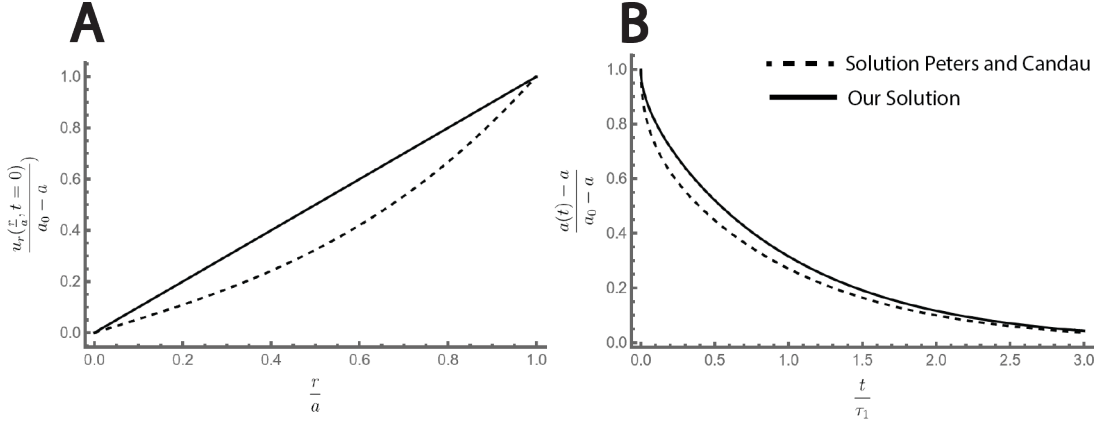 A
1.0
0.8
0.6
0.4
0.2
0.0
u_r(r/a, t = 0)
a_0 − a
)
0.0 0.2 0.4 0.6 0.8 1.0
r
a
B
Solution Peters and Candau
Our Solution
1.0
0.8
0.6
0.4
0.2
0.0
a(t) − a
a_0 − a
0.0 0.5 1.0 1.5 2.0 2.5 3.0
t
τ_1